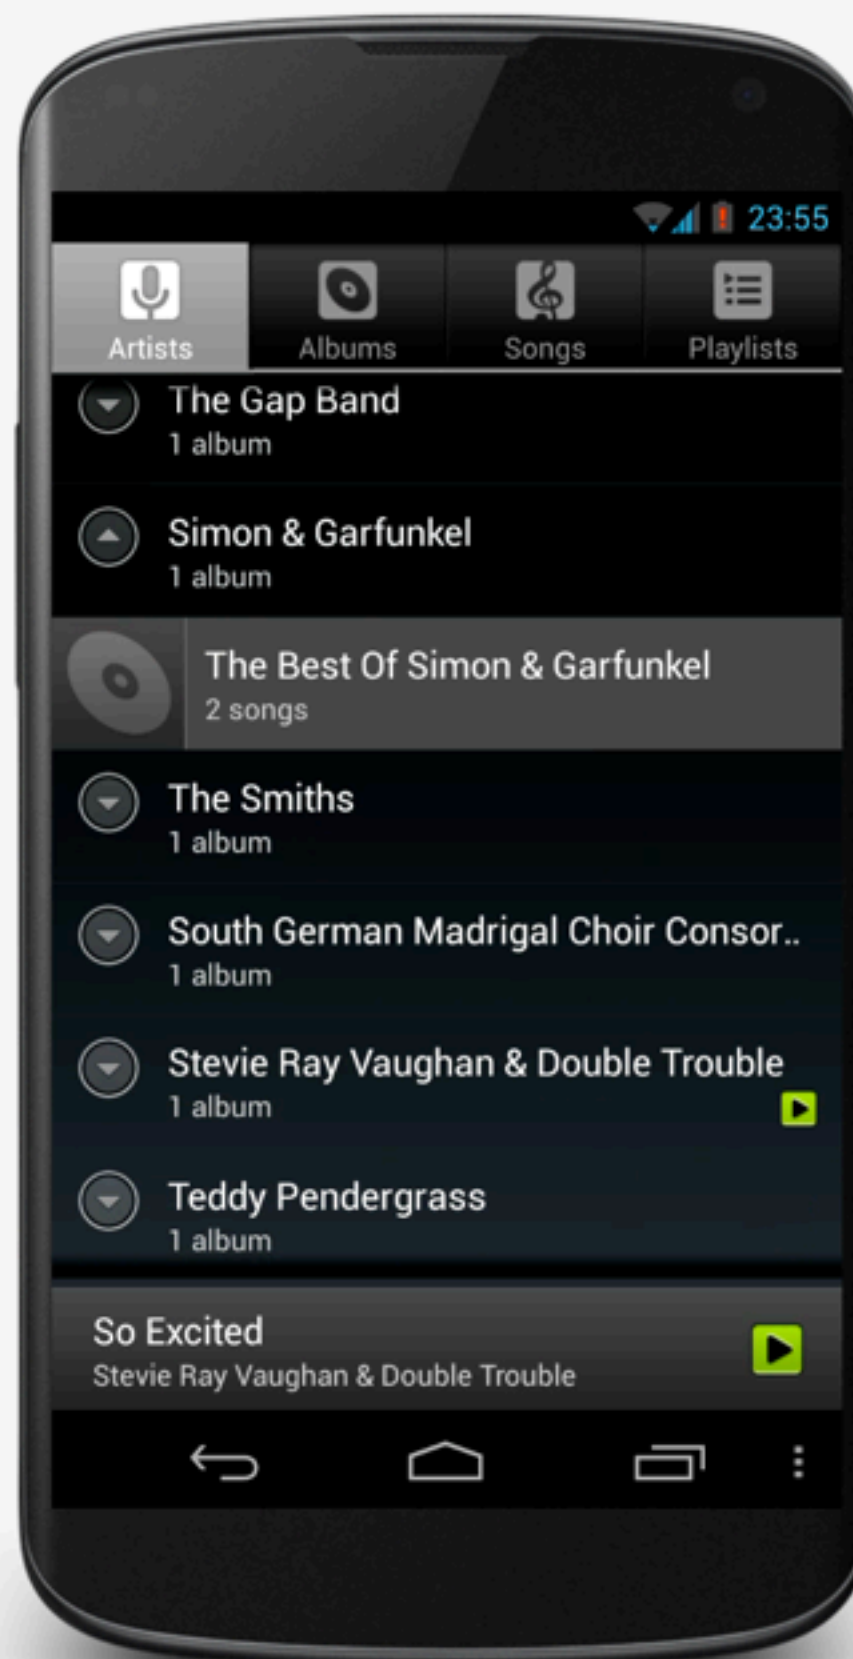 23:55
Artists
Albums
Songs
Playlists
The Gap Band
1 album
Simon & Garfunkel
1 album
The Best Of Simon & Garfunkel
2 songs
The Smiths
1 album
South German Madrigal Choir Consor..
1 album
Stevie Ray Vaughan & Double Trouble
1 album
Teddy Pendergrass
1 album
So Excited
Stevie Ray Vaughan & Double Trouble